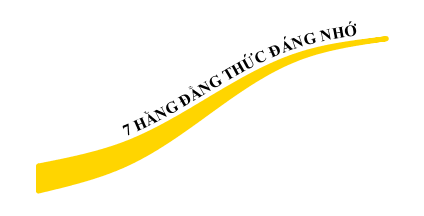 7 HẰNG ĐẲNG THỨC ĐÁNG NHỚ